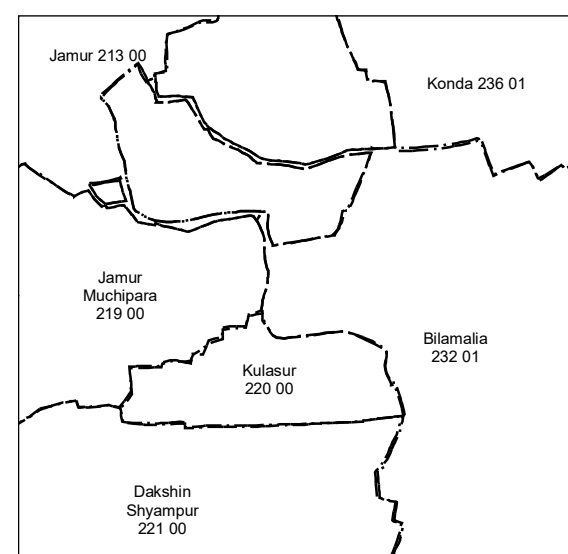 Jamur 213 00
Konda 236 01
Jamur
Muchipara
219 00
Bilamalia
232 01
Kulasur
220 00
Dakshin
Shyampur
221 00